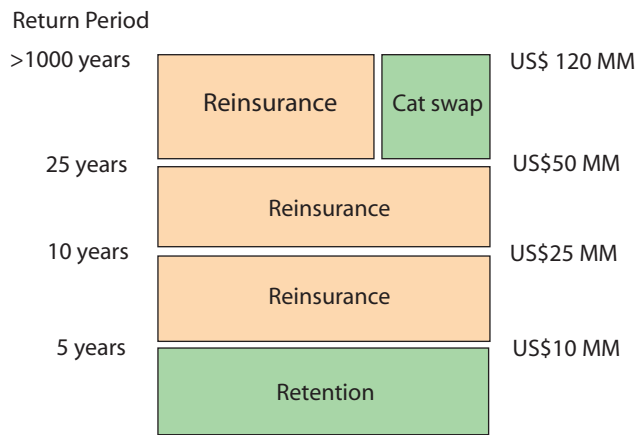 Return Period
>1000 years
US$ 120 MM
Reinsurance
Cat swap
25 years
US$50 MM
Reinsurance
10 years
US$25 MM
Reinsurance
5 years
US$10 MM
Retention